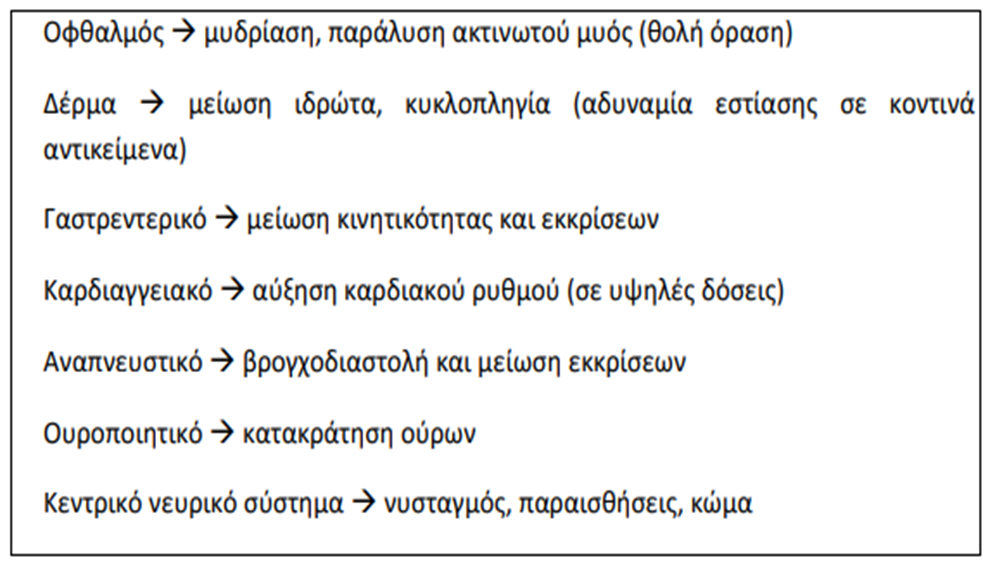 Οφθαλμός → μυδρίαση, παράλυση ακτινωτού μυός (θολή όραση)
Δέρμα → μείωση ιδρώτα, κυκλοπληγία (αδυναμία εστίασης σε κοντινά
αντικείμενα)
Γαστρεντερικό → μείωση κινητικότητας και εκκρίσεων
Καρδιαγγειακό → αύξηση καρδιακού ρυθμού (σε υψηλές δόσεις)
Αναπνευστικό → βρογχοδιαστολή και μείωση εκκρίσεων
Ουροποιητικό → κατακράτηση ούρων
Κεντρικό νευρικό σύστημα → νυσταγμός, παραισθήσεις, κώμα